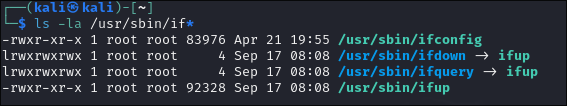 ┌──(kali㉿kali)-[~]
└─$ ls -la /usr/sbin/if*
-rwxr-xr-x 1 root root 83976 Apr 21 19:55 /usr/sbin/ifconfig
lrwxrwxrwx 1 root root     4 Sep 17 08:08 /usr/sbin/ifdown -> ifup
lrwxrwxrwx 1 root root     4 Sep 17 08:08 /usr/sbin/ifquery -> ifup
-rwxr-xr-x 1 root root 92328 Sep 17 08:08 /usr/sbin/ifup